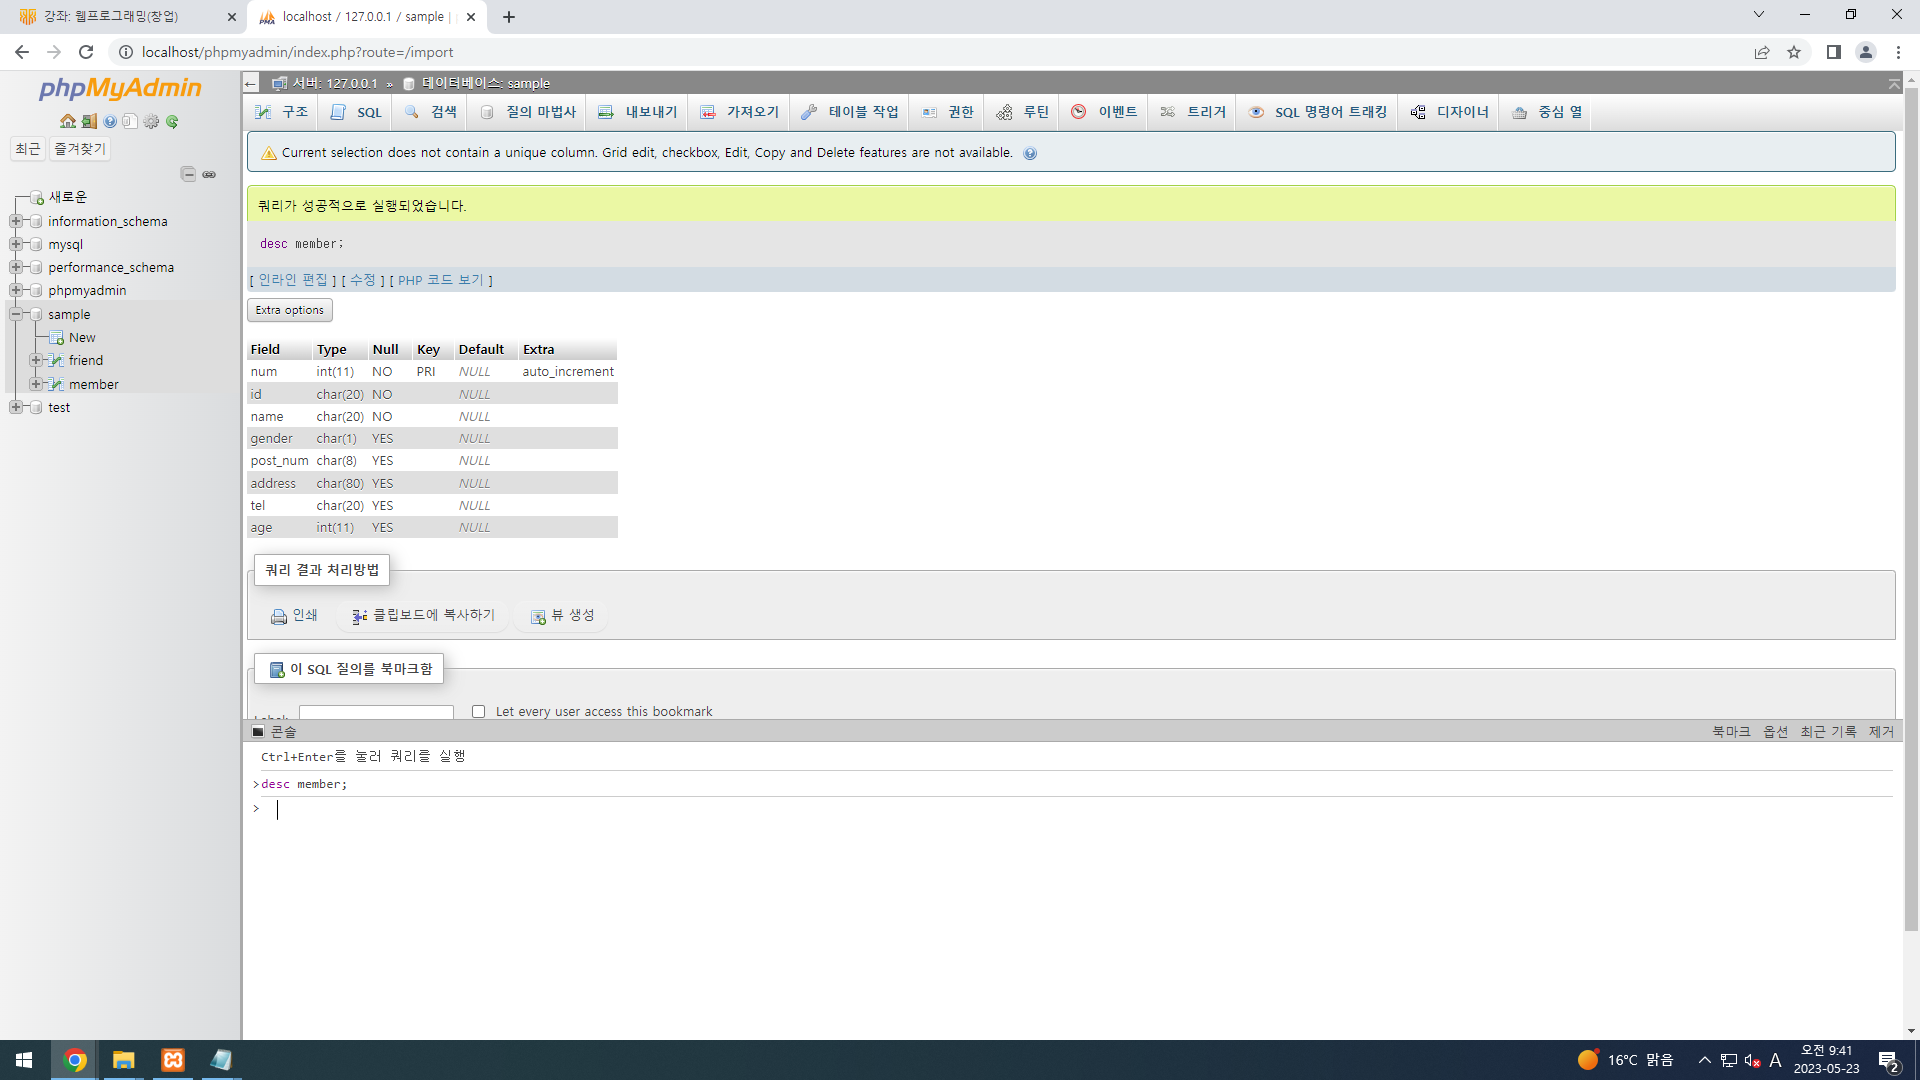 강좌: 웹프로그래밍(창업)
localhost / 127.0.0.1 / sample |
localhost/phpmyadmin/index.php?route=/import
phpMyAdmin
최근
즐겨찾기
새로운
information_schema
mysql
performance_schema
phpmyadmin
sample
New
friend
member
test
서버: 127.0.0.1 » 데이터베이스: sample
구조
SQL
검색
질의 마법사
내보내기
가져오기
테이블 작업
권한
루틴
이벤트
트리거
SQL 명령어 트래킹
디자이너
중심 열
Current selection does not contain a unique column. Grid edit, checkbox, Edit, Copy and Delete features are not available.
쿼리가 성공적으로 실행되었습니다.
desc member;
[ 인라인 편집 ] [ 수정 ] [ PHP 코드 보기 ]
Extra options
Field Type Null Key Default Extra
num int(11) NO PRI NULL auto_increment
id char(20) NO NULL
name char(20) NO NULL
gender char(1) YES NULL
post_num char(8) YES NULL
address char(80) YES NULL
tel char(20) YES NULL
age int(11) YES NULL
쿼리 결과 처리방법
인쇄
클립보드에 복사하기
뷰 생성
이 SQL 질의를 북마크함
Label: Let every user access this bookmark
콘솔
북마크 옵션 최근 기록 제거
Ctrl+Enter를 눌러 쿼리를 실행
>desc member;
>
16°C 맑음
A
오전 9:41
2023-05-23
2